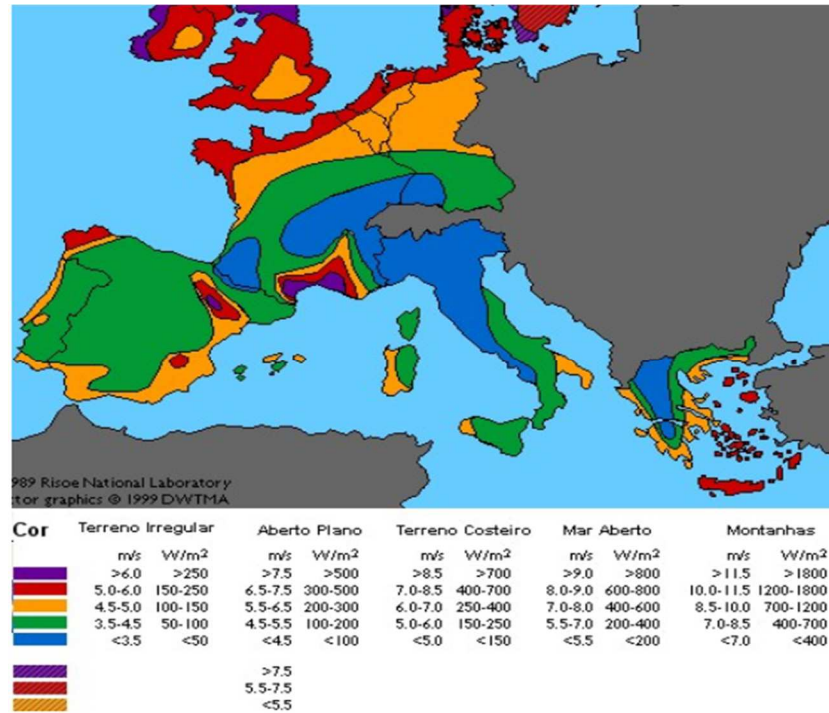 989 Risoe National Laboratory
tor graphics © 1999 DWTMA
Cor Terreno Irregular Aberto Plano Terreno Costeiro Mar Aberto Montanhas
m/s W/m² m/s W/m² m/s W/m² m/s W/m² m/s W/m²
>6.0 >250 >7.5 >500 >8.5 >700 >9.0 >800 >11.5 >1800
5.0-6.0 150-250 6.5-7.5 300-500 7.0-8.5 400-700 8.0-9.0 600-800 10.0-11.5 1200-1800
4.5-5.0 100-150 5.5-6.5 200-300 6.0-7.0 250-400 7.0-8.0 400-600 8.5-10.0 700-1200
3.5-4.5 50-100 4.5-5.5 100-200 5.0-6.0 150-250 5.5-7.0 200-400 7.0-8.5 400-700
<3.5 <50 <4.5 <100 <5.0 <150 <5.5 <200 <7.0 <400
>7.5
5.5-7.5
<5.5